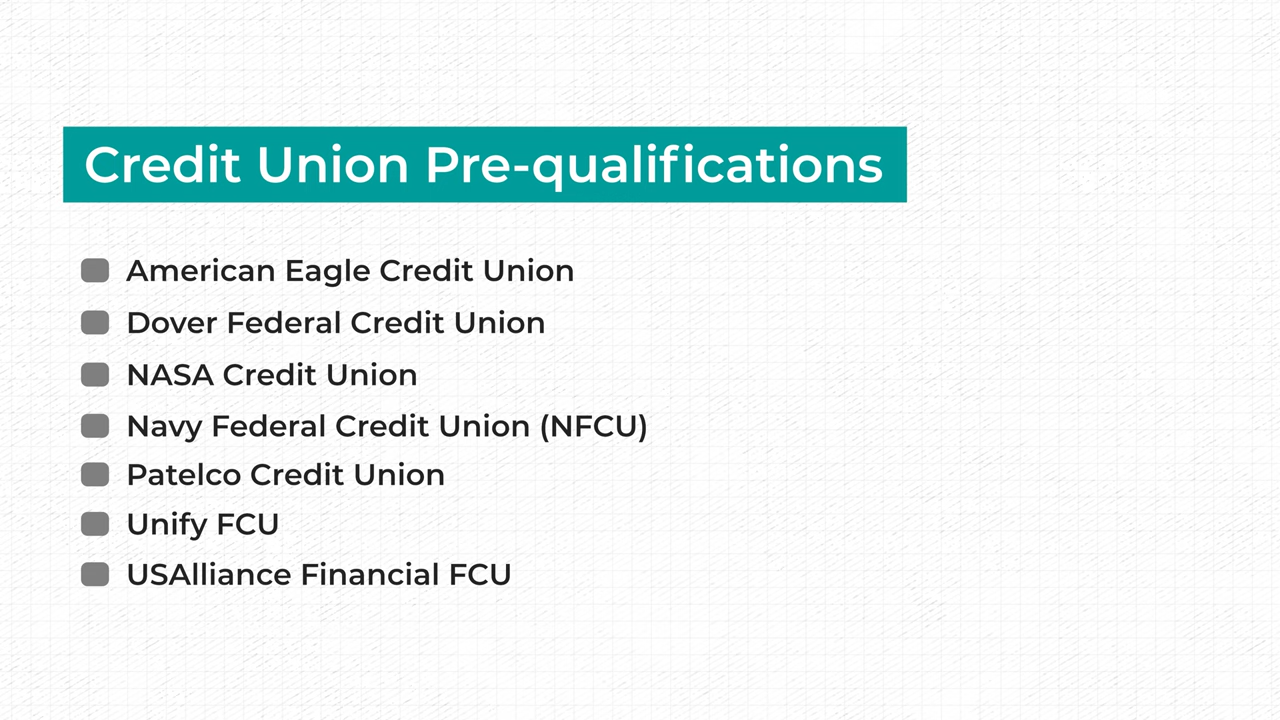 Credit Union Pre-qualifications
American Eagle Credit Union
Dover Federal Credit Union
NASA Credit Union
Navy Federal Credit Union (NFCU)
Patelco Credit Union
Unify FCU
USAlliance Financial FCU